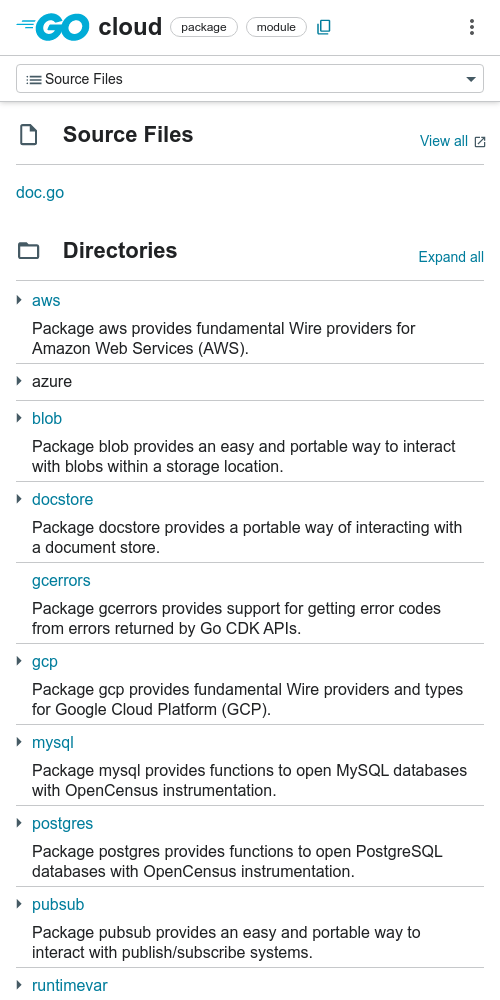 GO cloud package module
Source Files
Source Files View all
doc.go
Directories Expand all
aws
Package aws provides fundamental Wire providers for
Amazon Web Services (AWS).
azure
blob
Package blob provides an easy and portable way to interact
with blobs within a storage location.
docstore
Package docstore provides a portable way of interacting with
a document store.
gcerrors
Package gcerrors provides support for getting error codes
from errors returned by Go CDK APIs.
gcp
Package gcp provides fundamental Wire providers and types
for Google Cloud Platform (GCP).
mysql
Package mysql provides functions to open MySQL databases
with OpenCensus instrumentation.
postgres
Package postgres provides functions to open PostgreSQL
databases with OpenCensus instrumentation.
pubsub
Package pubsub provides an easy and portable way to
interact with publish/subscribe systems.
runtimevar